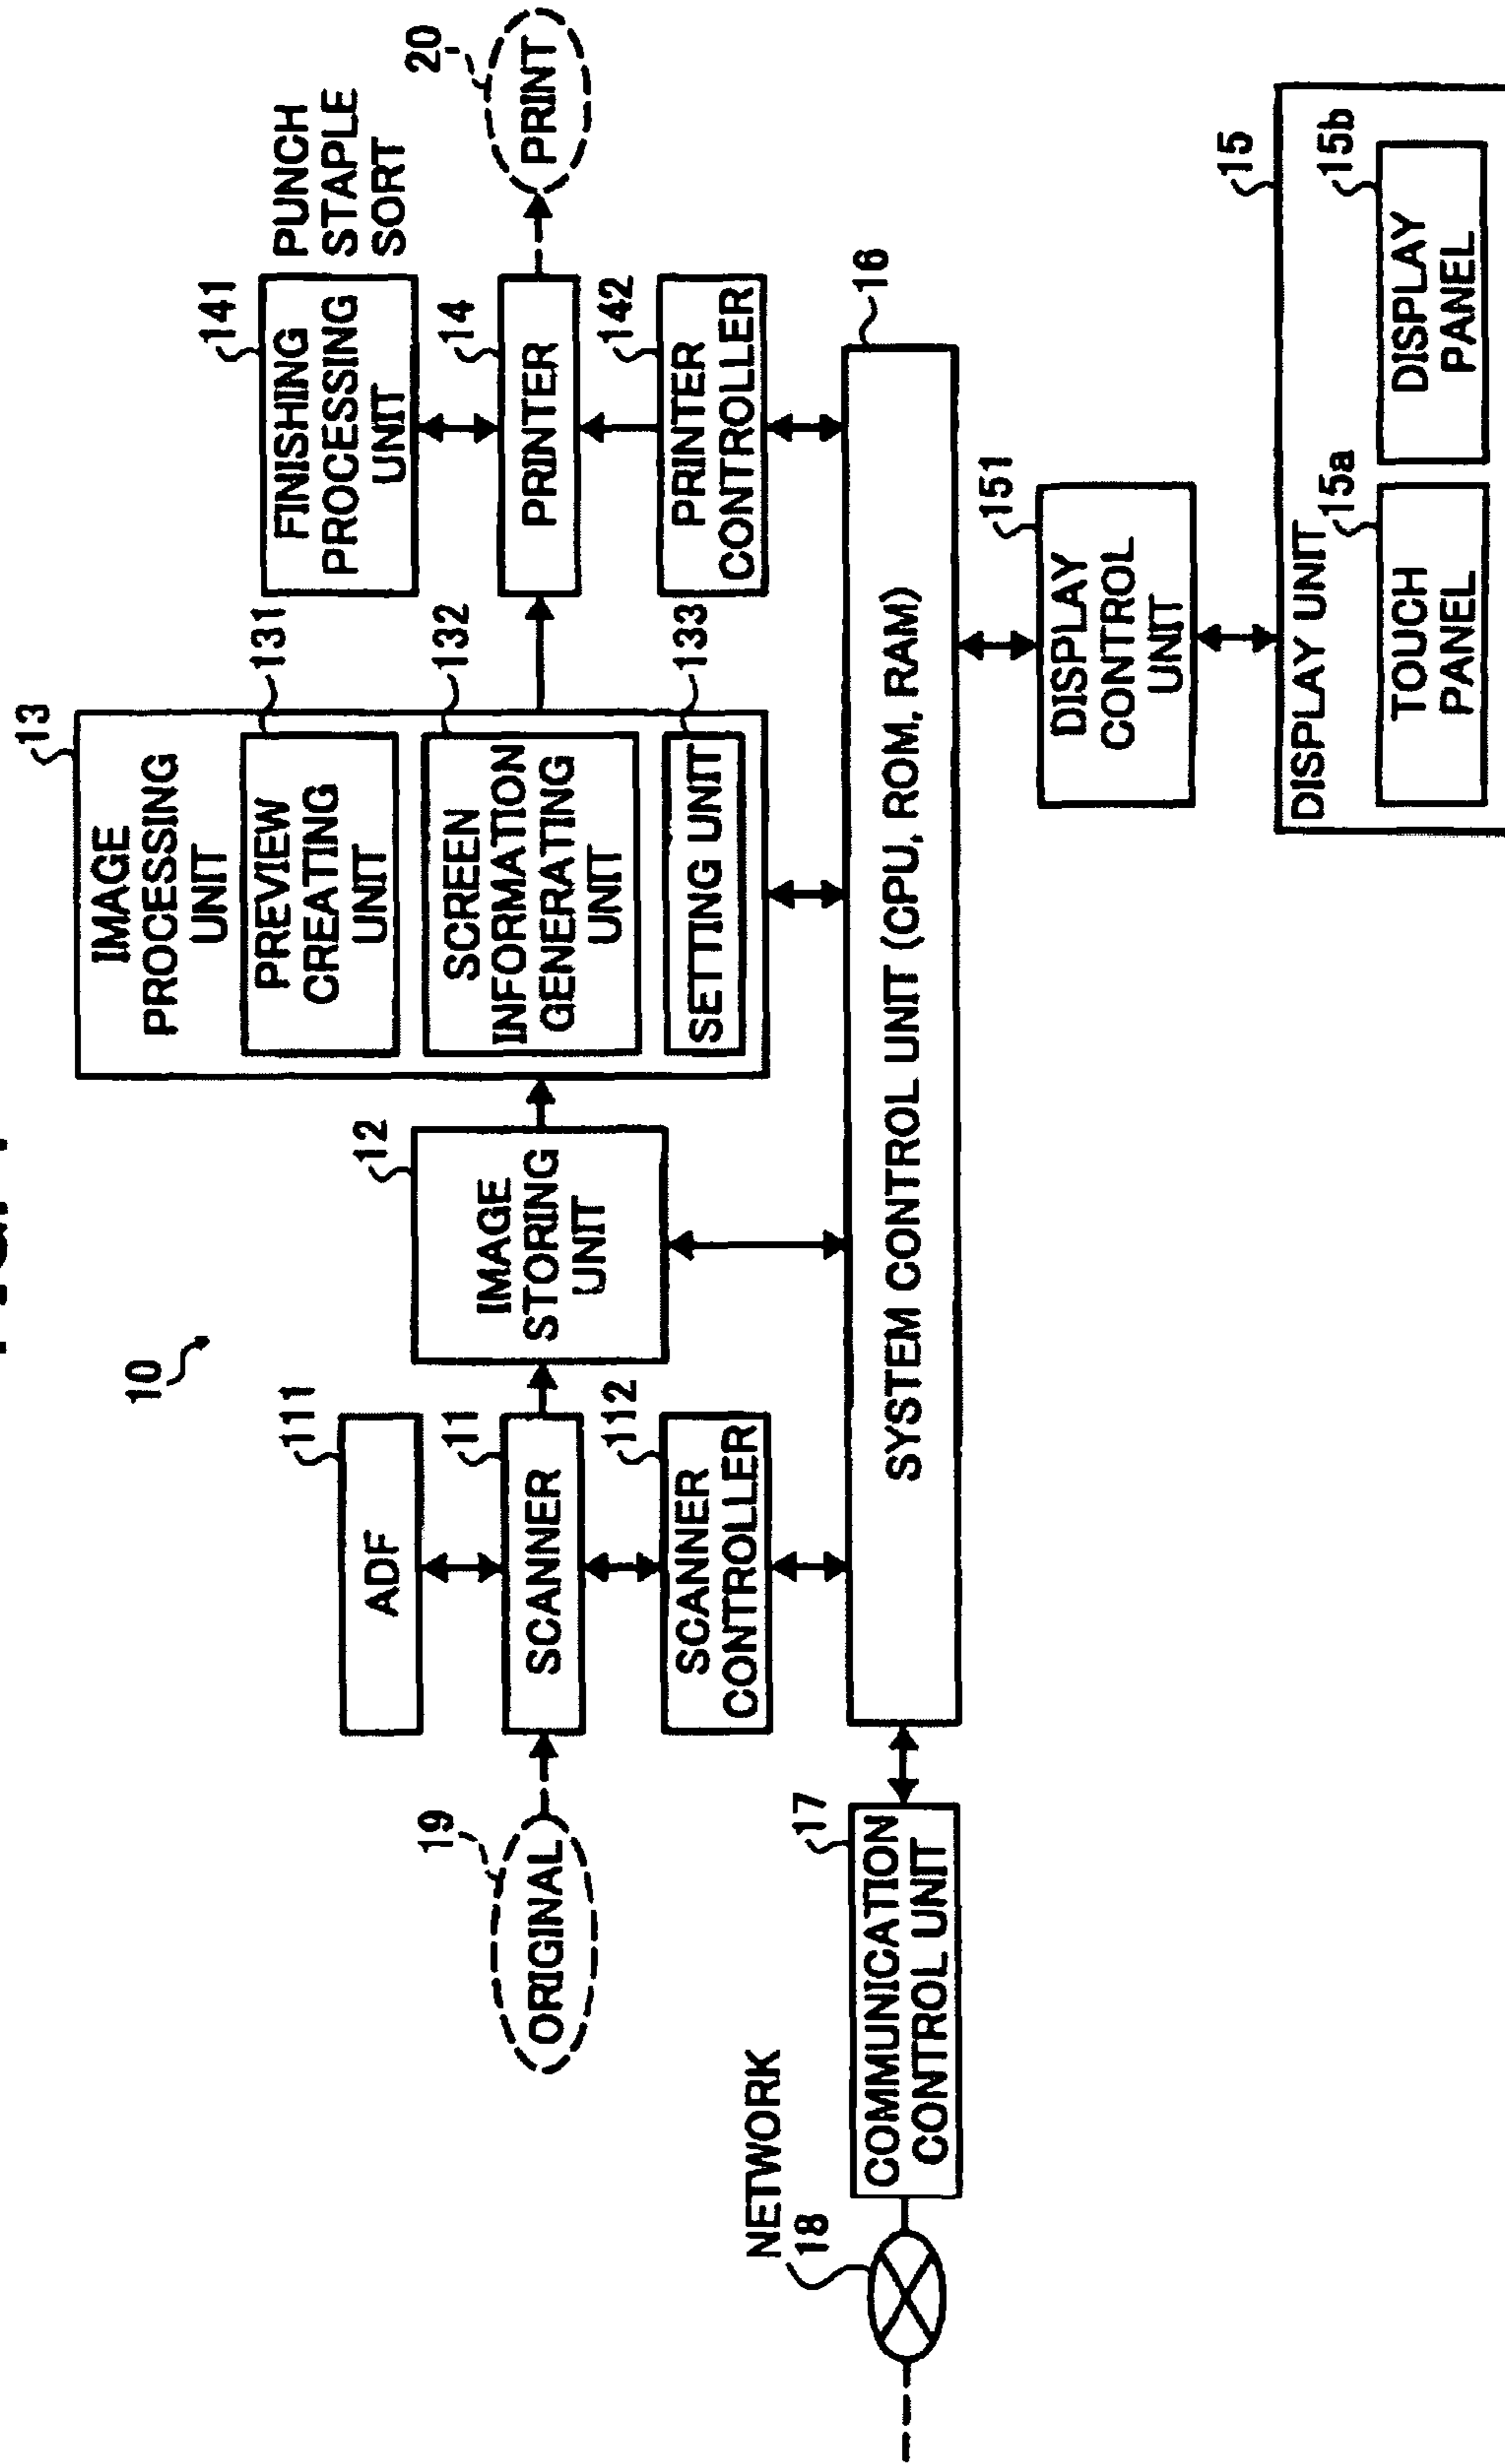 10
13
IMAGE
PROCESSING
UNIT
131
PREVIEW
CREATING
UNIT
132
SCREEN
INFORMATION
GENERATING
UNIT
133
SETTING UNIT
111
ADF
11
SCANNER
112
SCANNER
CONTROLLER
19
ORIGINAL
12
IMAGE
STORING
UNIT
141
FINISHING
PROCESSING
UNIT
PUNCH
STAPLE
SORT
14
PRINTER
142
PRINTER
CONTROLLER
20
PRINT
16
SYSTEM CONTROL UNIT (CPU, ROM, RAM)
NETWORK
18
17
COMMUNICATION
CONTROL UNIT
151
DISPLAY
CONTROL
UNIT
15
DISPLAY UNIT
15a
TOUCH
PANEL
15b
DISPLAY
PANEL